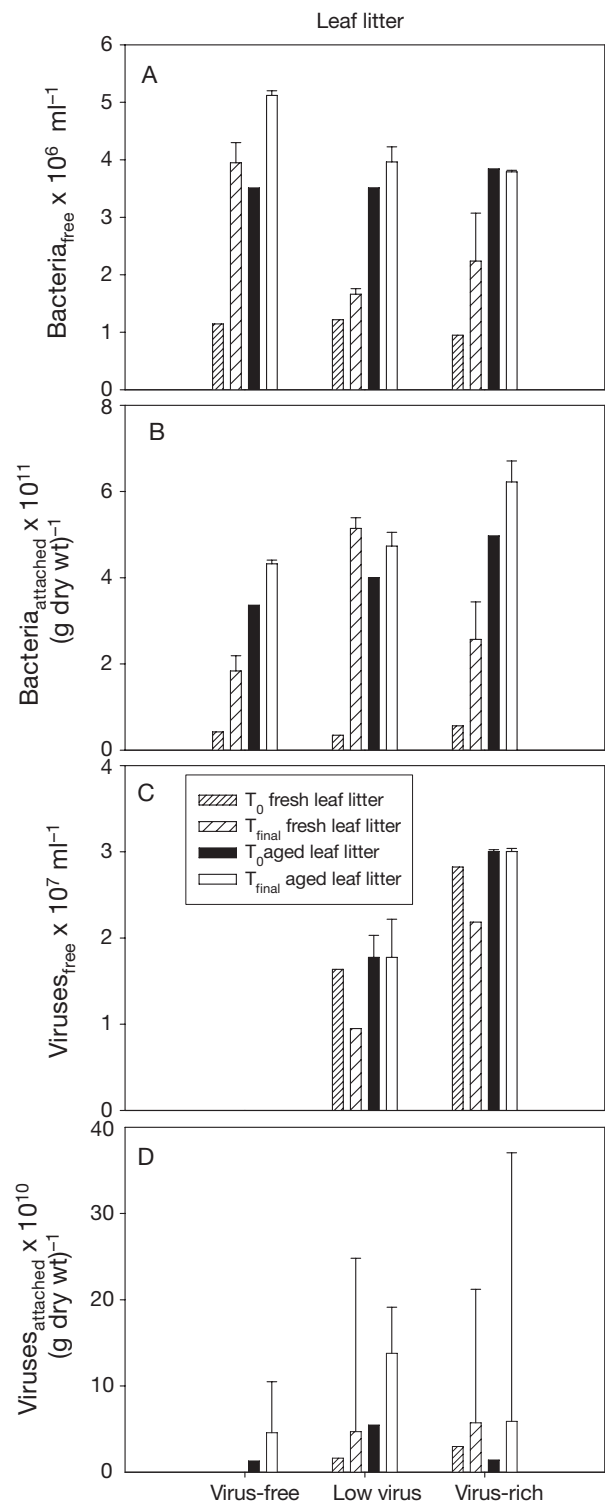 Leaf litter
A
Bacteria_free x 10^6 ml^−1
6
5
4
3
2
1
0
B
Bacteria_attached x 10^11
(g dry wt)^−1
8
6
4
2
0
C
Viruses_free x 10^7 ml^−1
4
3
2
1
0
T_0 fresh leaf litter
T_final fresh leaf litter
T_0aged leaf litter
T_final aged leaf litter
D
Viruses_attached x 10^10
(g dry wt)^−1
40
30
20
10
0
Virus-free Low virus Virus-rich